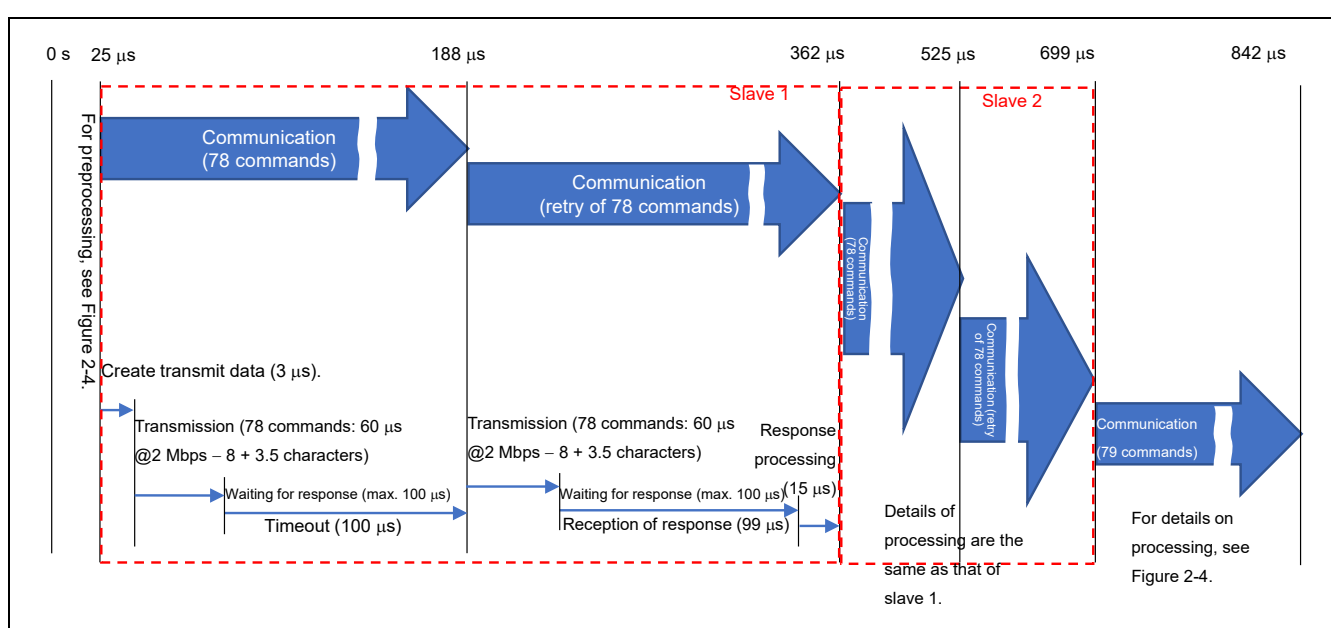 0 s
25 μs
188 μs
362 μs
525 μs
699 μs
842 μs
Slave 1
Slave 2
For preprocessing, see Figure 2-4.
Communication
(78 commands)
Communication
(retry of 78 commands)
Communication
(78 commands)
Communication (retry
of 78 commands)
Communication
(79 commands)
Create transmit data (3 μs).
Transmission (78 commands: 60 μs
@2 Mbps – 8 + 3.5 characters)
Waiting for response (max. 100 μs)
Timeout (100 μs)
Transmission (78 commands: 60 μs
@2 Mbps – 8 + 3.5 characters)
Waiting for response (max. 100 μs)
Reception of response (99 μs)
Response
processing
(15 μs)
Details of
processing are the
same as that of
slave 1.
For details on
processing, see
Figure 2-4.